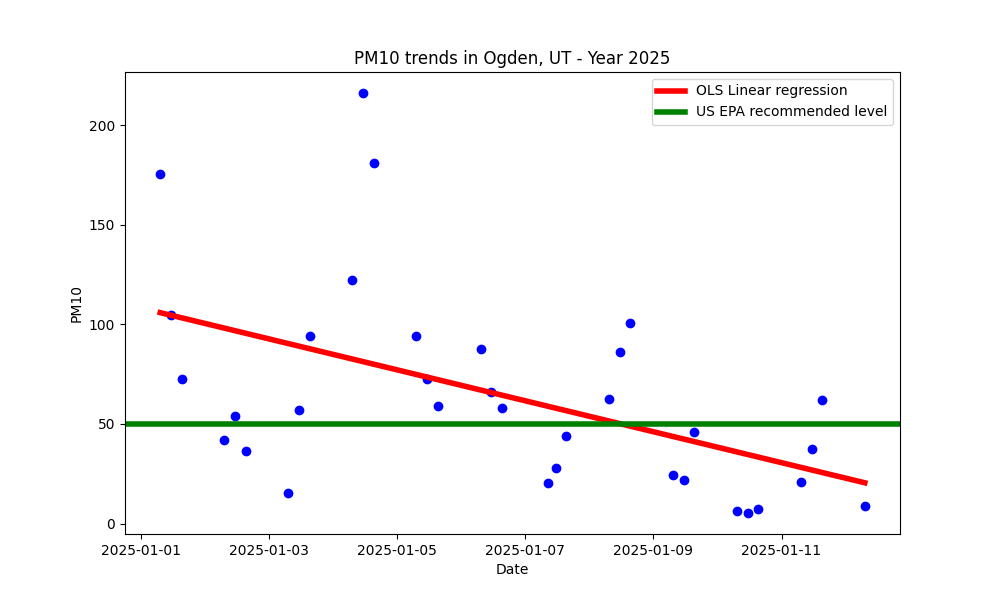 PM10 trends in Ogden, UT - Year 2025
OLS Linear regression
US EPA recommended level
PM10
200
150
100
50
0
2025-01-01 2025-01-03 2025-01-05 2025-01-07 2025-01-09 2025-01-11
Date